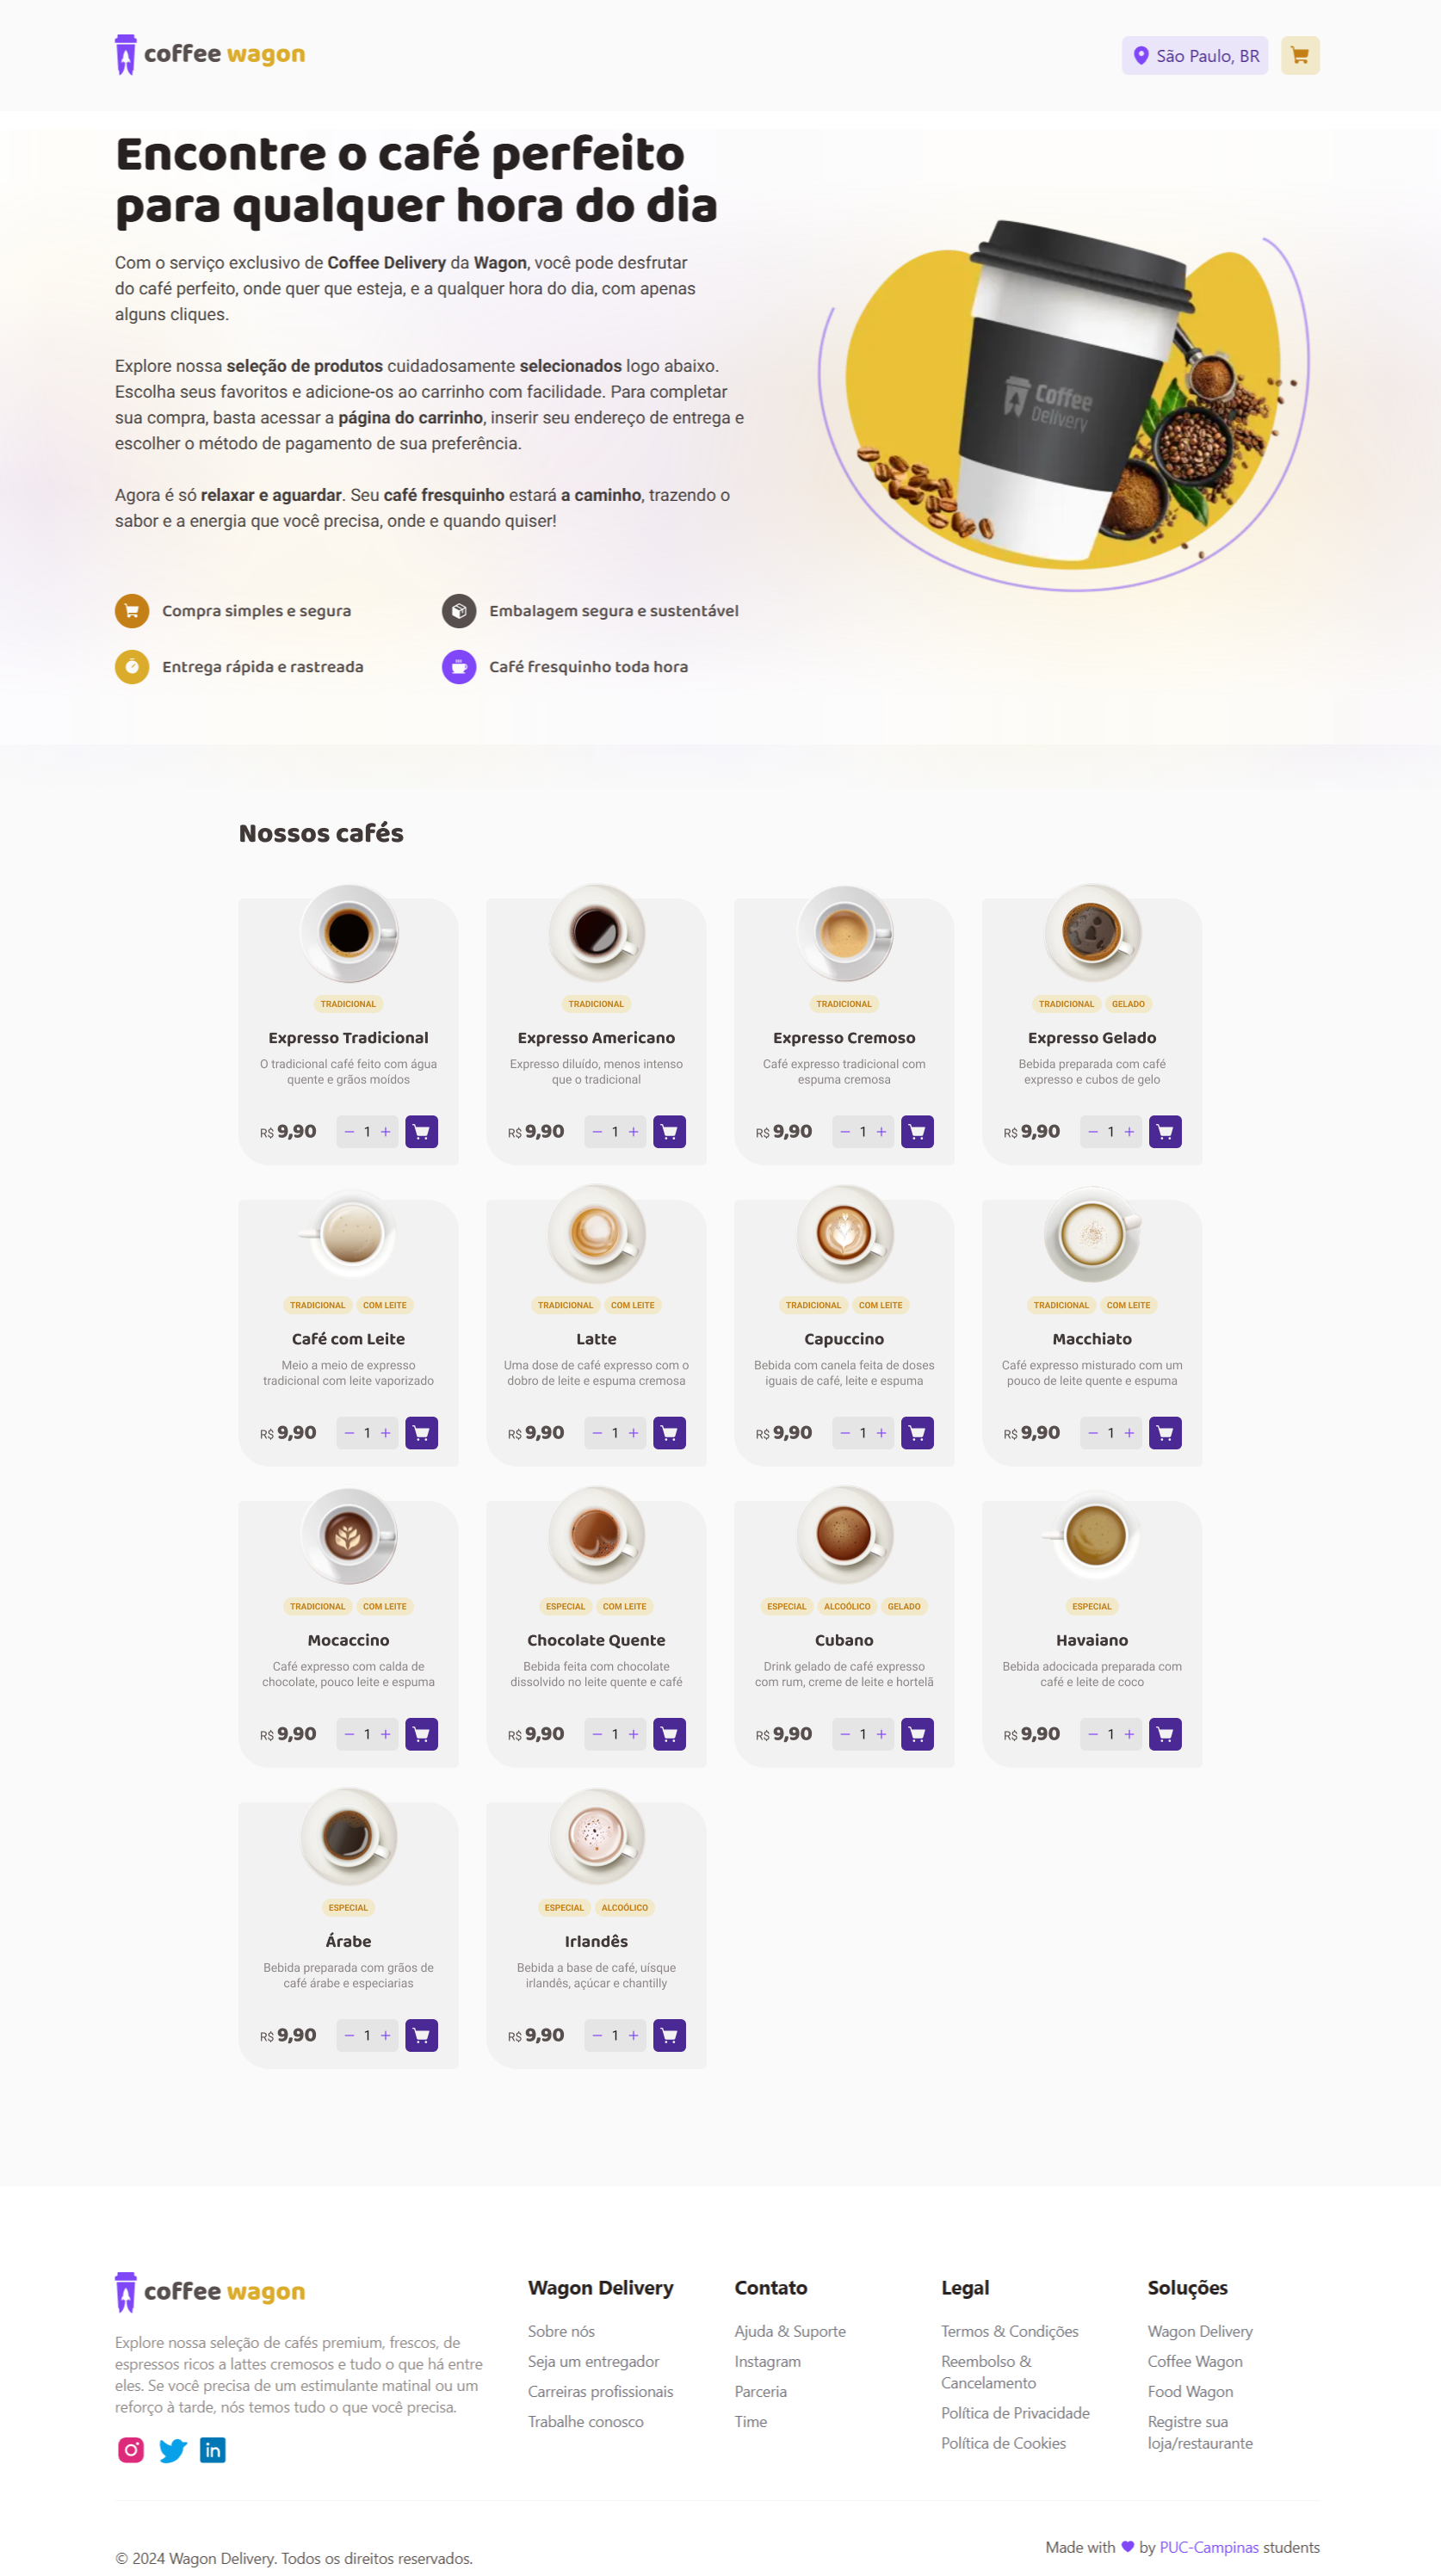 coffee wagon
São Paulo, BR
Encontre o café perfeito
para qualquer hora do dia
Com o serviço exclusivo de Coffee Delivery da Wagon, você pode desfrutar
do café perfeito, onde quer que esteja, e a qualquer hora do dia, com apenas
alguns cliques.
Explore nossa seleção de produtos cuidadosamente selecionados logo abaixo.
Escolha seus favoritos e adicione-os ao carrinho com facilidade. Para completar
sua compra, basta acessar a página do carrinho, inserir seu endereço de entrega e
escolher o método de pagamento de sua preferência.
Agora é só relaxar e aguardar. Seu café fresquinho estará a caminho, trazendo o
sabor e a energia que você precisa, onde e quando quiser!
Coffee
Delivery
Compra simples e segura
Embalagem segura e sustentável
Entrega rápida e rastreada
Café fresquinho toda hora
Nossos cafés
TRADICIONAL
Expresso Tradicional
O tradicional café feito com água
quente e grãos moídos
R$ 9,90 − 1 +
TRADICIONAL
Expresso Americano
Expresso diluído, menos intenso
que o tradicional
R$ 9,90 − 1 +
TRADICIONAL
Expresso Cremoso
Café expresso tradicional com
espuma cremosa
R$ 9,90 − 1 +
TRADICIONAL GELADO
Expresso Gelado
Bebida preparada com café
expresso e cubos de gelo
R$ 9,90 − 1 +
TRADICIONAL COM LEITE
Café com Leite
Meio a meio de expresso
tradicional com leite vaporizado
R$ 9,90 − 1 +
TRADICIONAL COM LEITE
Latte
Uma dose de café expresso com o
dobro de leite e espuma cremosa
R$ 9,90 − 1 +
TRADICIONAL COM LEITE
Capuccino
Bebida com canela feita de doses
iguais de café, leite e espuma
R$ 9,90 − 1 +
TRADICIONAL COM LEITE
Macchiato
Café expresso misturado com um
pouco de leite quente e espuma
R$ 9,90 − 1 +
TRADICIONAL COM LEITE
Mocaccino
Café expresso com calda de
chocolate, pouco leite e espuma
R$ 9,90 − 1 +
ESPECIAL COM LEITE
Chocolate Quente
Bebida feita com chocolate
dissolvido no leite quente e café
R$ 9,90 − 1 +
ESPECIAL ALCOÓLICO GELADO
Cubano
Drink gelado de café expresso
com rum, creme de leite e hortelã
R$ 9,90 − 1 +
ESPECIAL
Havaiano
Bebida adocicada preparada com
café e leite de coco
R$ 9,90 − 1 +
ESPECIAL
Árabe
Bebida preparada com grãos de
café árabe e especiarias
R$ 9,90 − 1 +
ESPECIAL ALCOÓLICO
Irlandês
Bebida a base de café, uísque
irlandês, açúcar e chantilly
R$ 9,90 − 1 +
coffee wagon
Explore nossa seleção de cafés premium, frescos, de
espressos ricos a lattes cremosos e tudo o que há entre
eles. Se você precisa de um estimulante matinal ou um
reforço à tarde, nós temos tudo o que você precisa.
in
Wagon Delivery
Sobre nós
Seja um entregador
Carreiras profissionais
Trabalhe conosco
Contato
Ajuda & Suporte
Instagram
Parceria
Time
Legal
Termos & Condições
Reembolso &
Cancelamento
Política de Privacidade
Política de Cookies
Soluções
Wagon Delivery
Coffee Wagon
Food Wagon
Registre sua
loja/restaurante
© 2024 Wagon Delivery. Todos os direitos reservados.
Made with by PUC-Campinas students